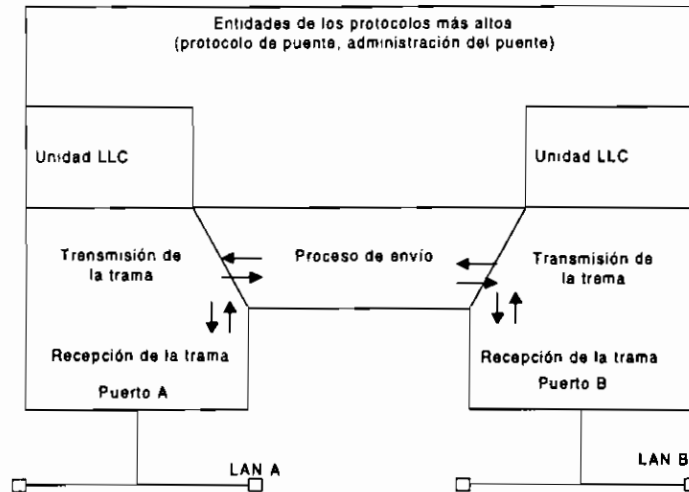 Entidades de los protocolos más altos
(protocolo de puente, administración del puente)
Unidad LLC
Unidad LLC
Transmisión de
la trama
Proceso de envío
Transmisión de
la trama
Recepción de la trama
Puerto A
Recepción de la trama
Puerto B
LAN A
LAN B